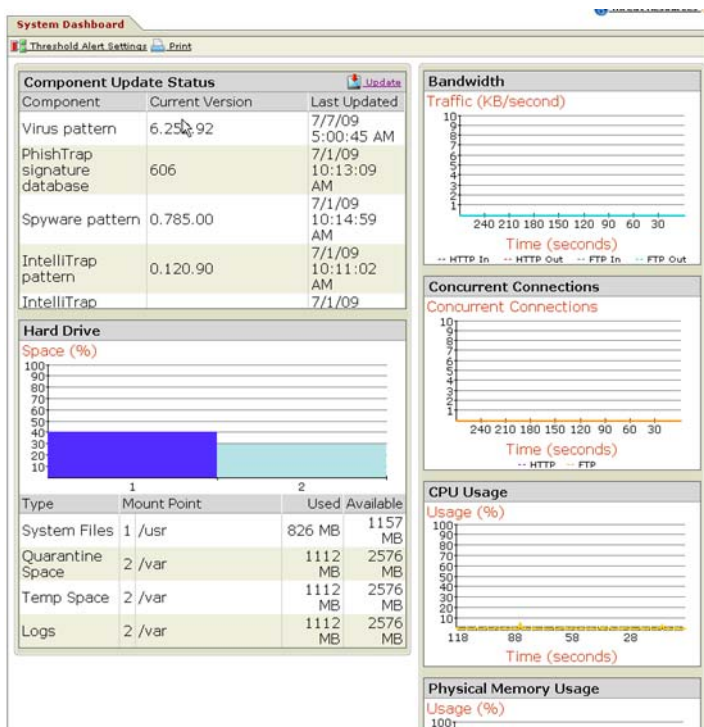 System Dashboard
Threshold Alert Settings Print
Component Update Status Update
Component Current Version Last Updated
Virus pattern 7/7/09 5:00:45 AM
PhishTrap signature database 606 7/1/09 10:13:09 AM
Spyware pattern 0.785.00 7/1/09 10:14:59 AM
IntelliTrap pattern 0.120.90 7/1/09 10:11:02 AM
IntelliTrap 7/1/09
Hard Drive
Space (%)
100
90
80
70
60
50
40
30
20
10
1 2
Type Mount Point Used Available
System Files 1 /usr 826 MB 1157 MB
Quarantine Space 2 /var 1112 MB 2576 MB
Temp Space 2 /var 1112 MB 2576 MB
Logs 2 /var 1112 MB 2576 MB
Bandwidth
Traffic (KB/second)
10
9
8
7
6
5
4
3
2
1
240 210 180 150 120 90 60 30
Time (seconds)
-- HTTP In -- HTTP Out -- FTP In -- FTP Out
Concurrent Connections
Concurrent Connections
10
9
8
7
6
5
4
3
2
1
240 210 180 150 120 90 60 30
Time (seconds)
-- HTTP -- FTP
CPU Usage
Usage (%)
100
90
80
70
60
50
40
30
20
10
118 88 58 28
Time (seconds)
Physical Memory Usage
Usage (%)
100